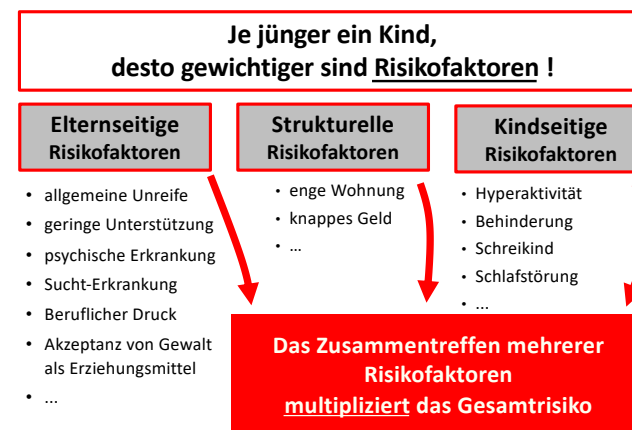 Je jünger ein Kind,
desto gewichtiger sind Risikofaktoren !
Elternseitige
Risikofaktoren
• allgemeine Unreife
• geringe Unterstützung
• psychische Erkrankung
• Sucht-Erkrankung
• Beruflicher Druck
• Akzeptanz von Gewalt
als Erziehungsmittel
• ...
Strukturelle
Risikofaktoren
• enge Wohnung
• knappes Geld
• ...
Kindseitige
Risikofaktoren
• Hyperaktivität
• Behinderung
• Schreikind
• Schlafstörung
• ...
Das Zusammentreffen mehrerer
Risikofaktoren
multipliziert das Gesamtrisiko